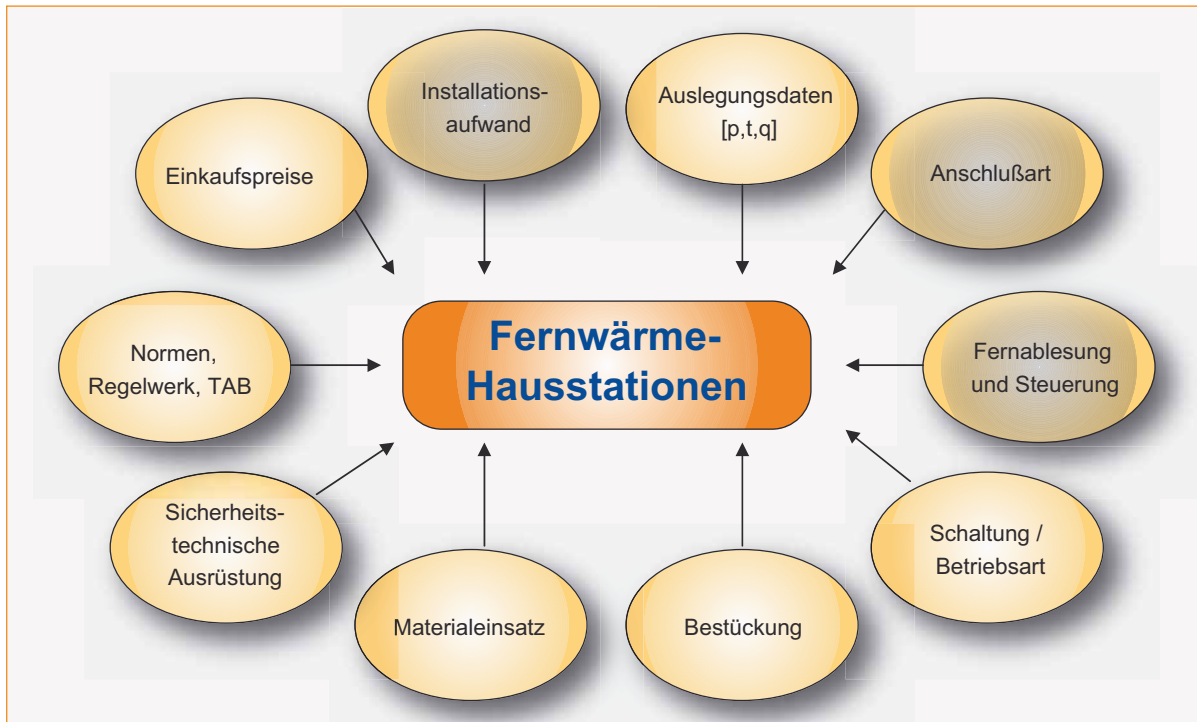 Installations-
aufwand
Auslegungsdaten
[p,t,q]
Einkaufspreise
Anschlußart
Normen,
Regelwerk, TAB
Fernwärme-
Hausstationen
Fernablesung
und Steuerung
Sicherheits-
technische
Ausrüstung
Schaltung /
Betriebsart
Materialeinsatz
Bestückung